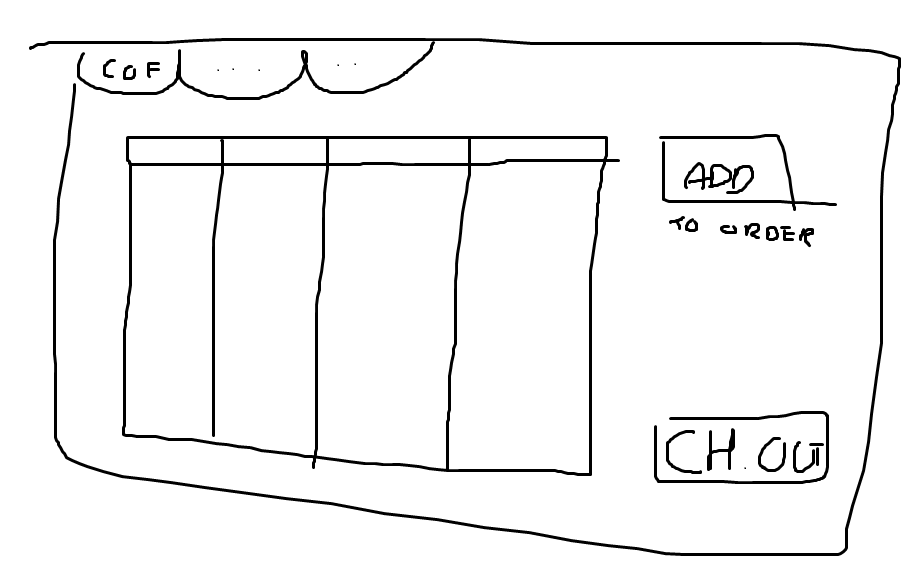 COF ... ..
ADD
TO ORDER
CH.OUT